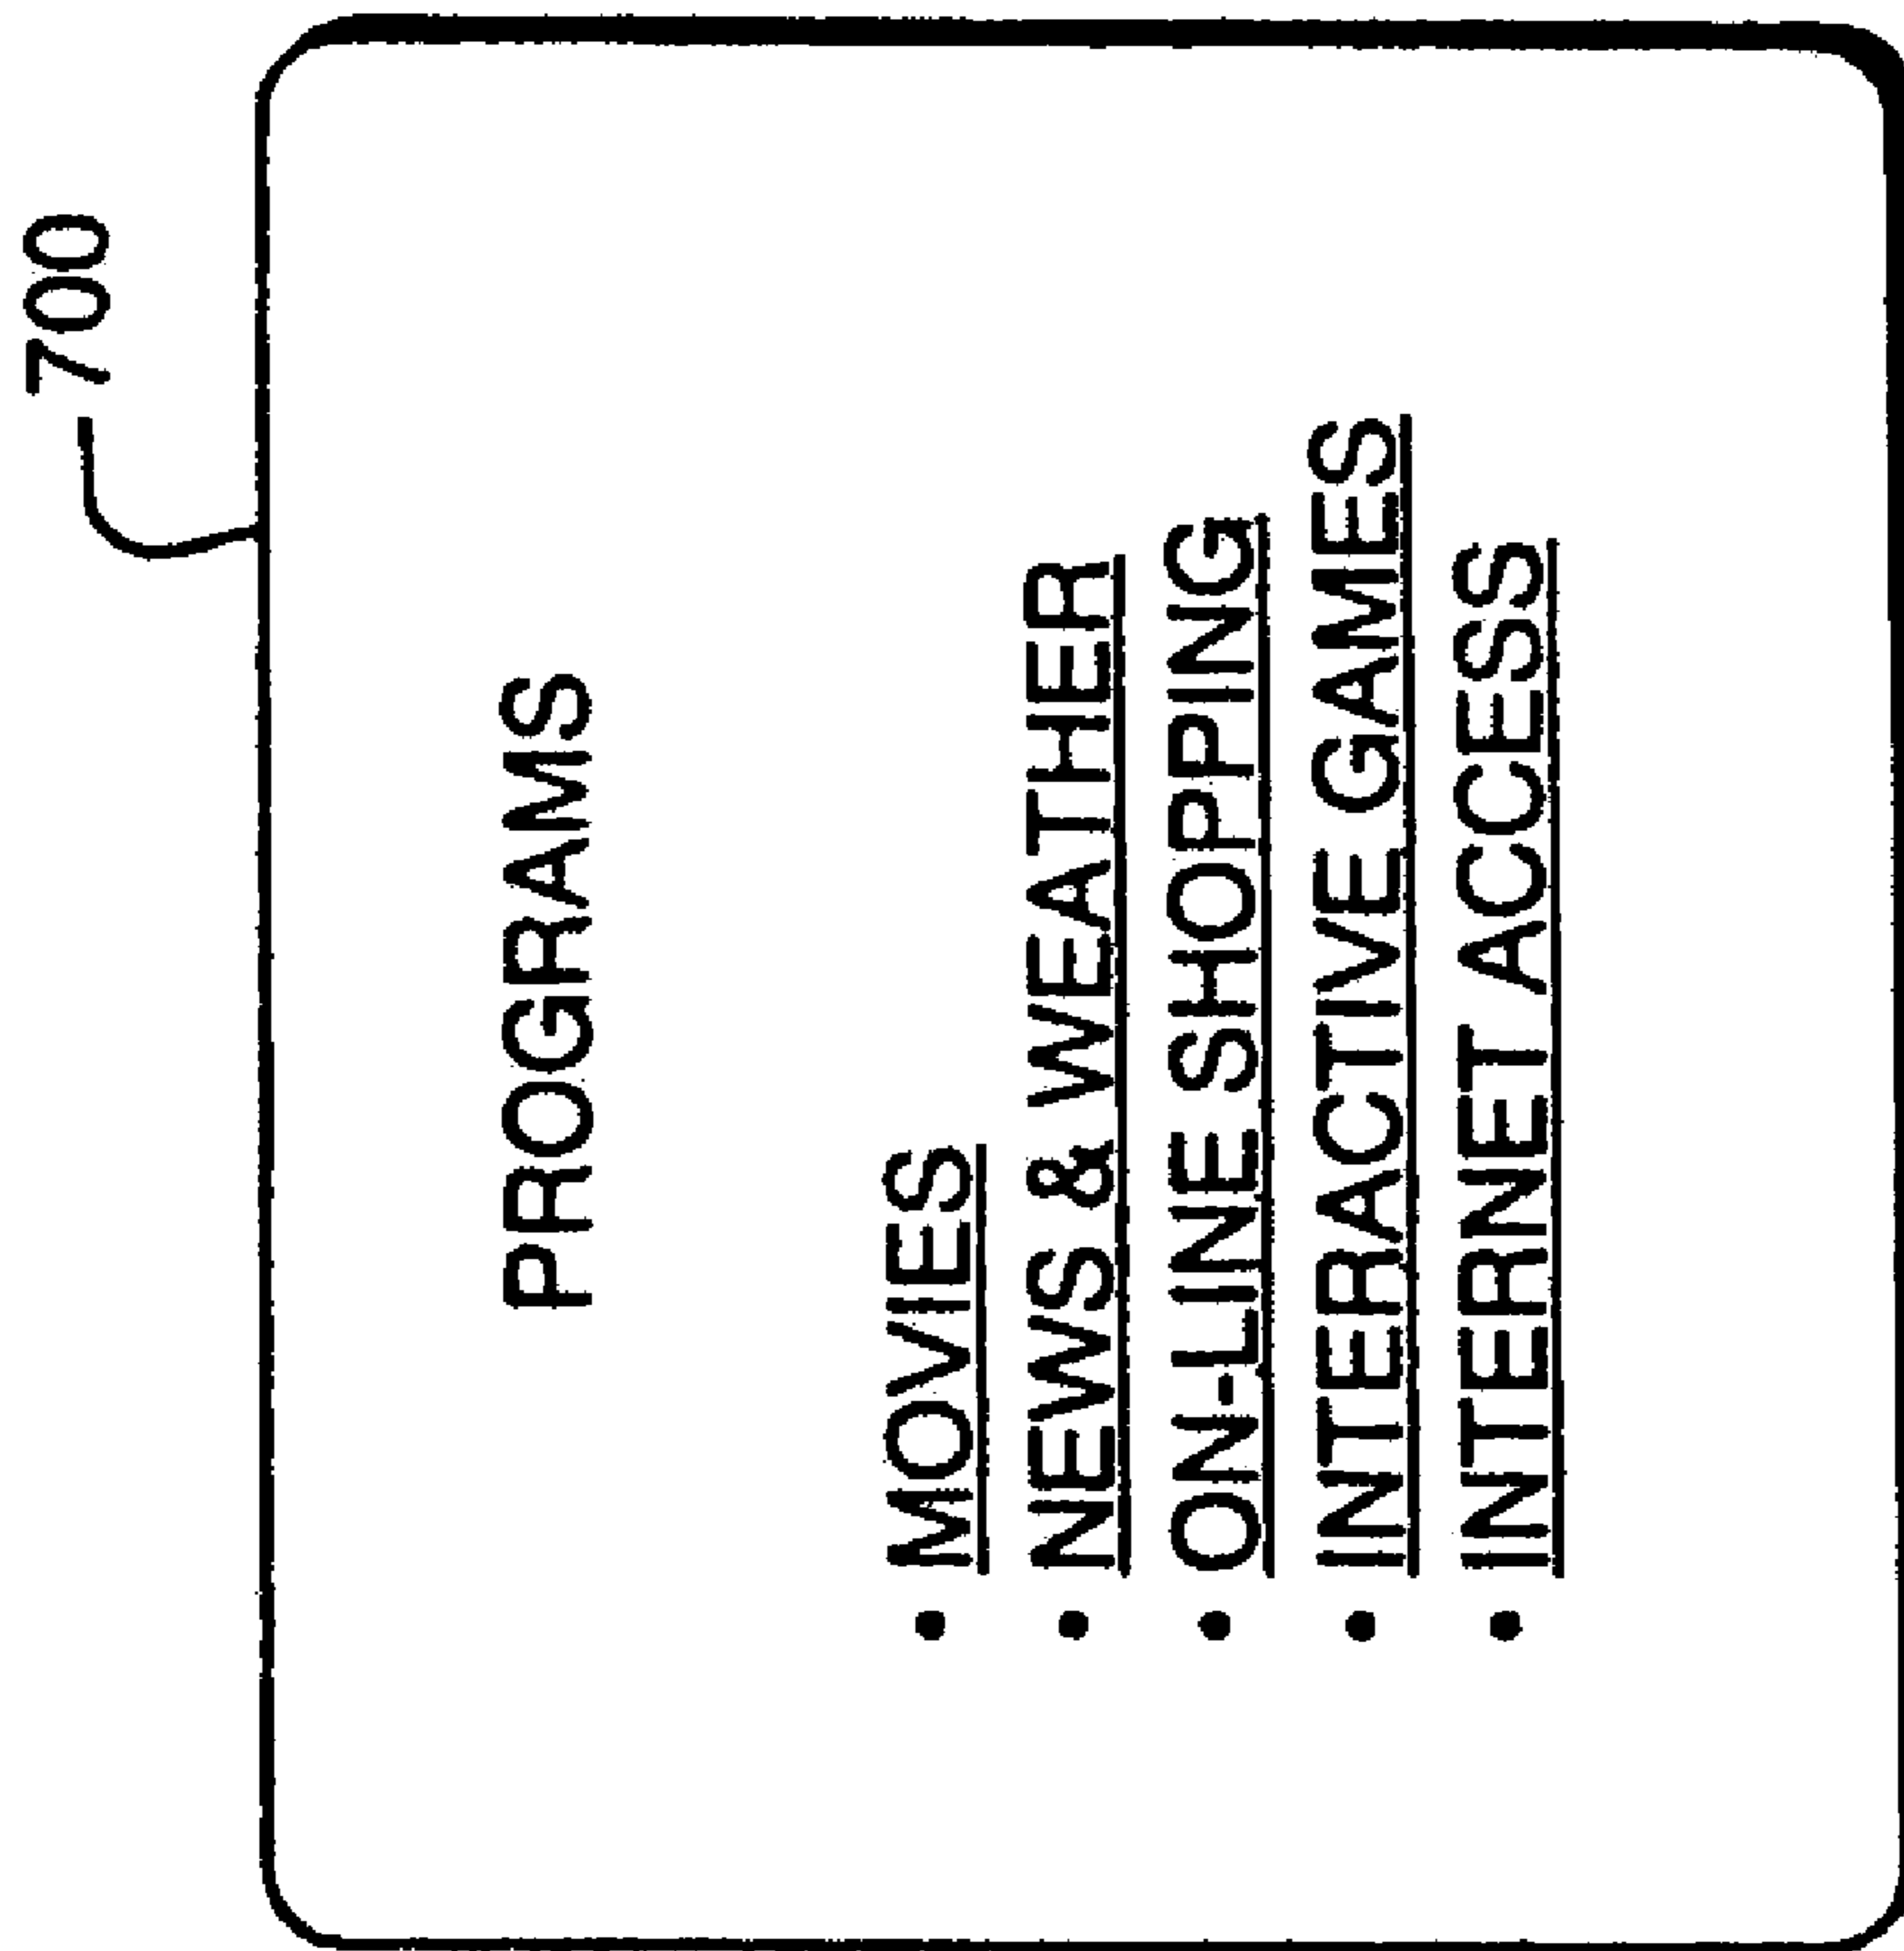 700
PROGRAMS
• MOVIES
• NEWS & WEATHER
• ON-LINE SHOPPING
• INTERACTIVE GAMES
• INTERNET ACCESS